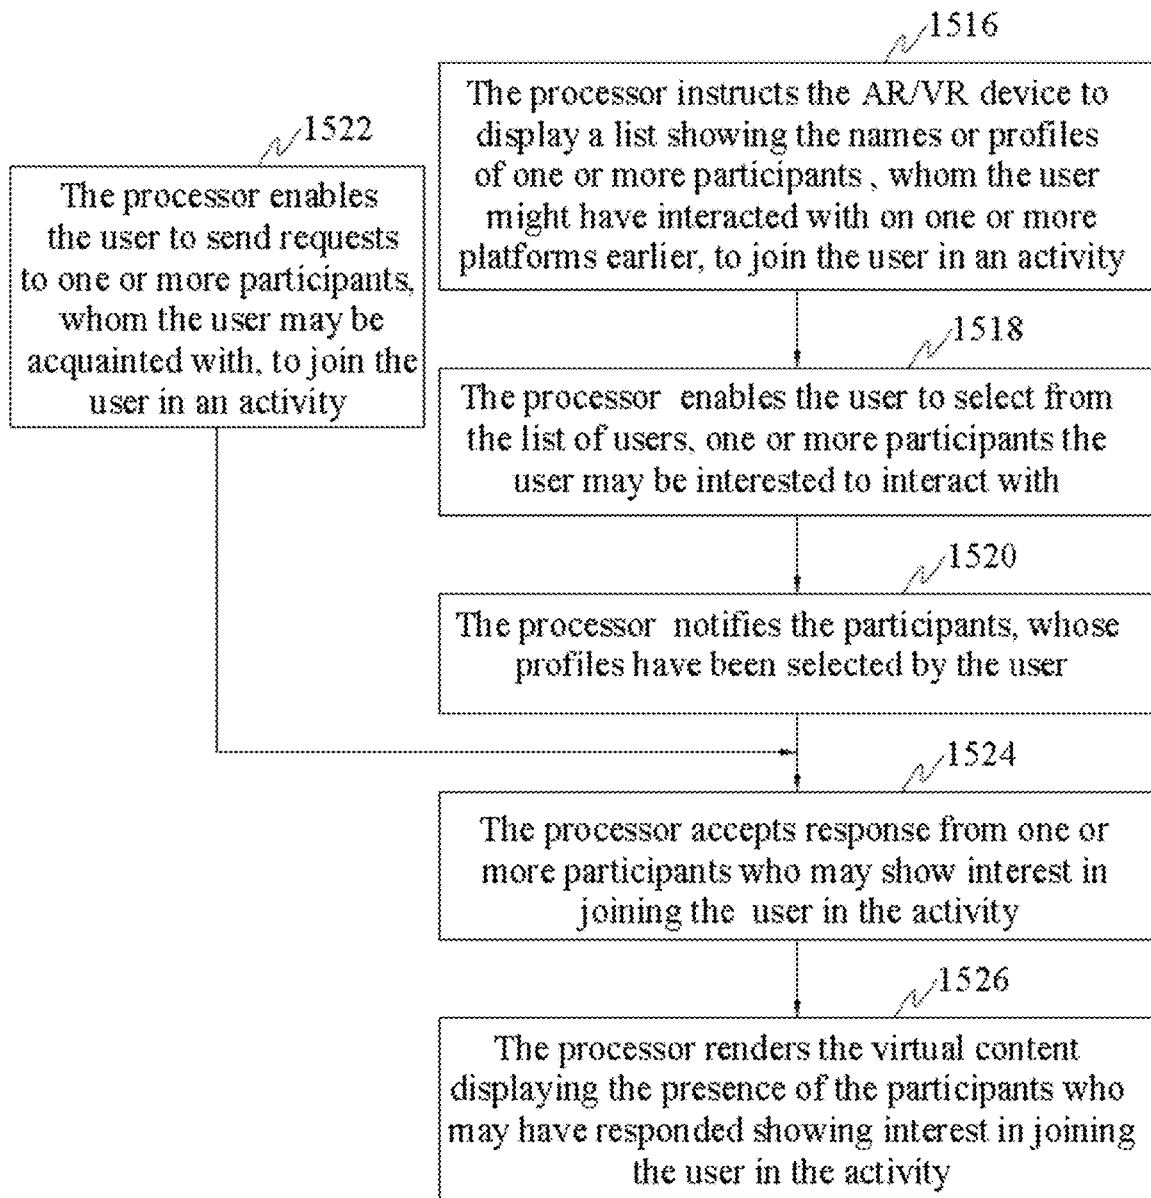 1516
The processor instructs the AR/VR device to
display a list showing the names or profiles
of one or more participants , whom the user
might have interacted with on one or more
platforms earlier, to join the user in an activity
1522
The processor enables
the user to send requests
to one or more participants,
whom the user may be
acquainted with, to join the
user in an activity
1518
The processor enables the user to select from
the list of users, one or more participants the
user may be interested to interact with
1520
The processor notifies the participants, whose
profiles have been selected by the user
1524
The processor accepts response from one or
more participants who may show interest in
joining the user in the activity
1526
The processor renders the virtual content
displaying the presence of the participants who
may have responded showing interest in joining
the user in the activity